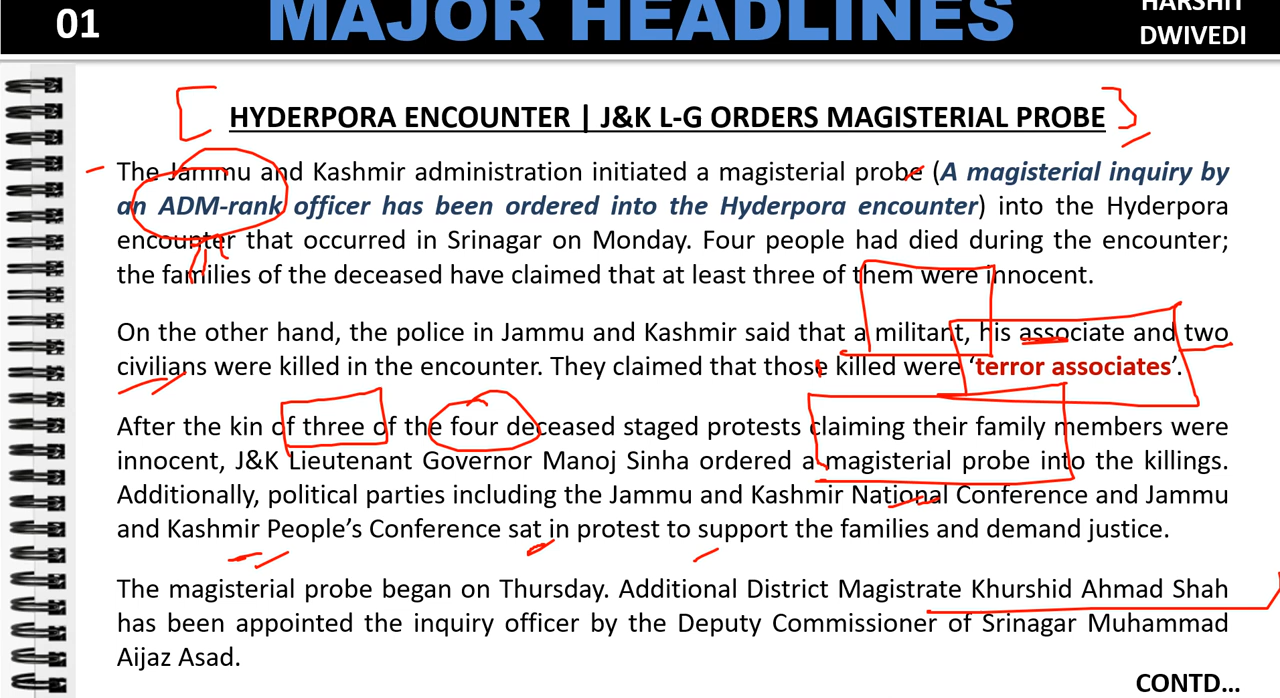 01
MAJOR HEADLINES
HARSHIT
DWIVEDI
HYDERPORA ENCOUNTER | J&K L-G ORDERS MAGISTERIAL PROBE
The Jammu and Kashmir administration initiated a magisterial probe (A magisterial inquiry by
an ADM-rank officer has been ordered into the Hyderpora encounter) into the Hyderpora
encounter that occurred in Srinagar on Monday. Four people had died during the encounter;
the families of the deceased have claimed that at least three of them were innocent.
On the other hand, the police in Jammu and Kashmir said that a militant, his associate and two
civilians were killed in the encounter. They claimed that those killed were ‘terror associates’.
After the kin of three of the four deceased staged protests claiming their family members were
innocent, J&K Lieutenant Governor Manoj Sinha ordered a magisterial probe into the killings.
Additionally, political parties including the Jammu and Kashmir National Conference and Jammu
and Kashmir People’s Conference sat in protest to support the families and demand justice.
The magisterial probe began on Thursday. Additional District Magistrate Khurshid Ahmad Shah
has been appointed the inquiry officer by the Deputy Commissioner of Srinagar Muhammad
Aijaz Asad.
CONTD...